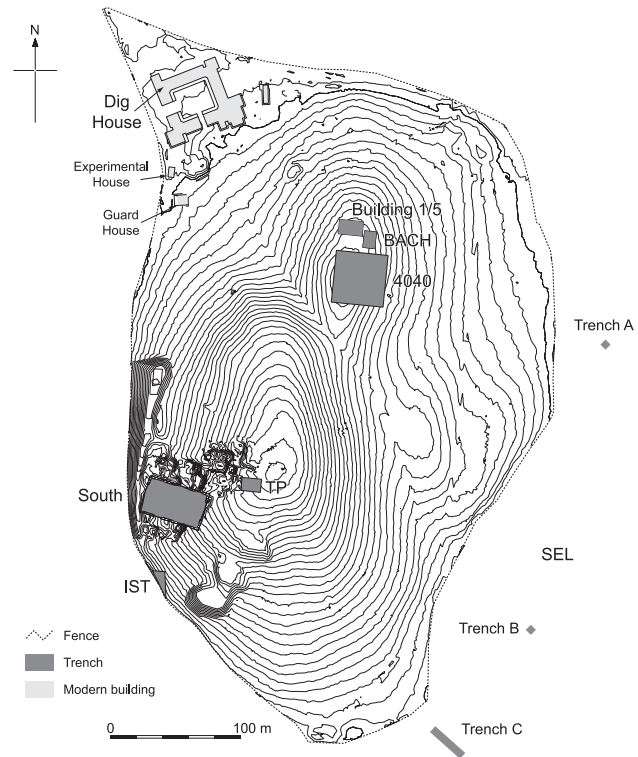 N
Dig
House
Experimental
House
Guard
House
Building 1/5
BACH
4040
Trench A
South
TP
SEL
IST
Trench B
Fence
Trench
Modern building
0 100 m
Trench C